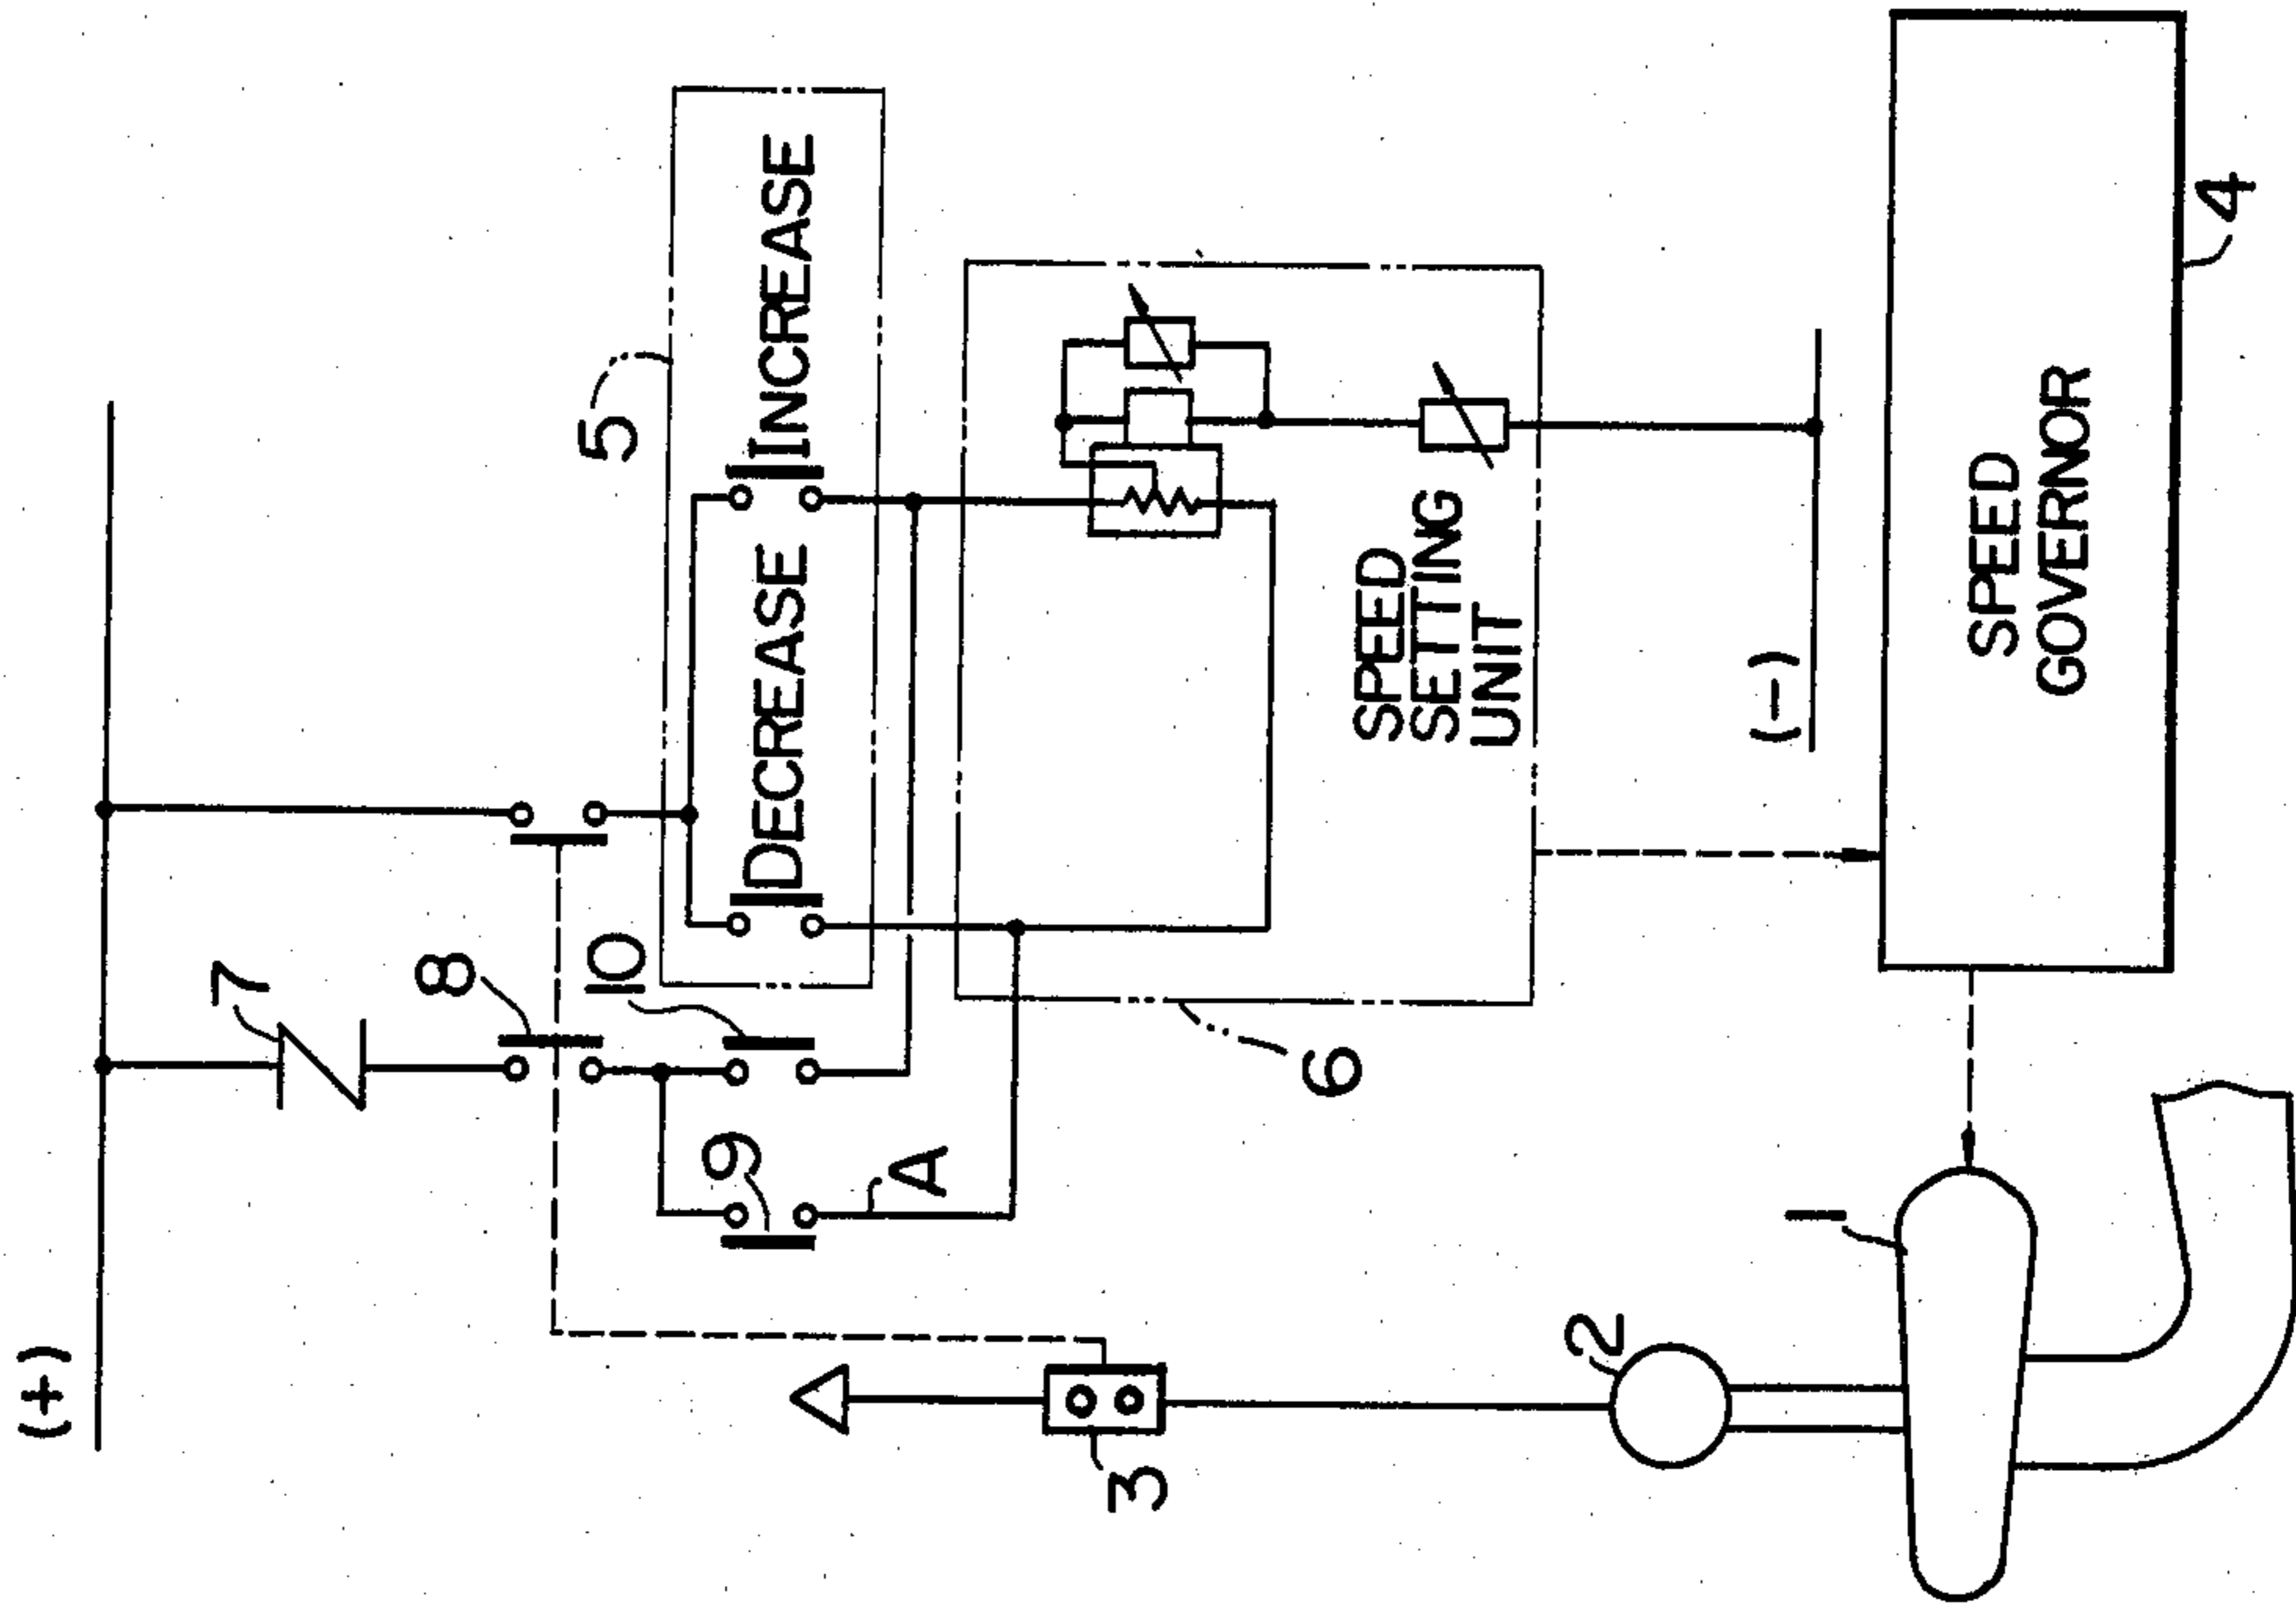 (+)
7
8
10
9
A
5
DECREASE
INCREASE
6
SPEED
SETTING
UNIT
(-)
3
2
1
SPEED
GOVERNOR
4